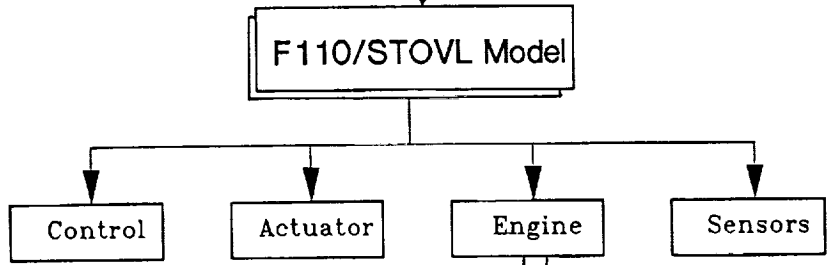 F110/STOVL Model
Control
Actuator
Engine
Sensors